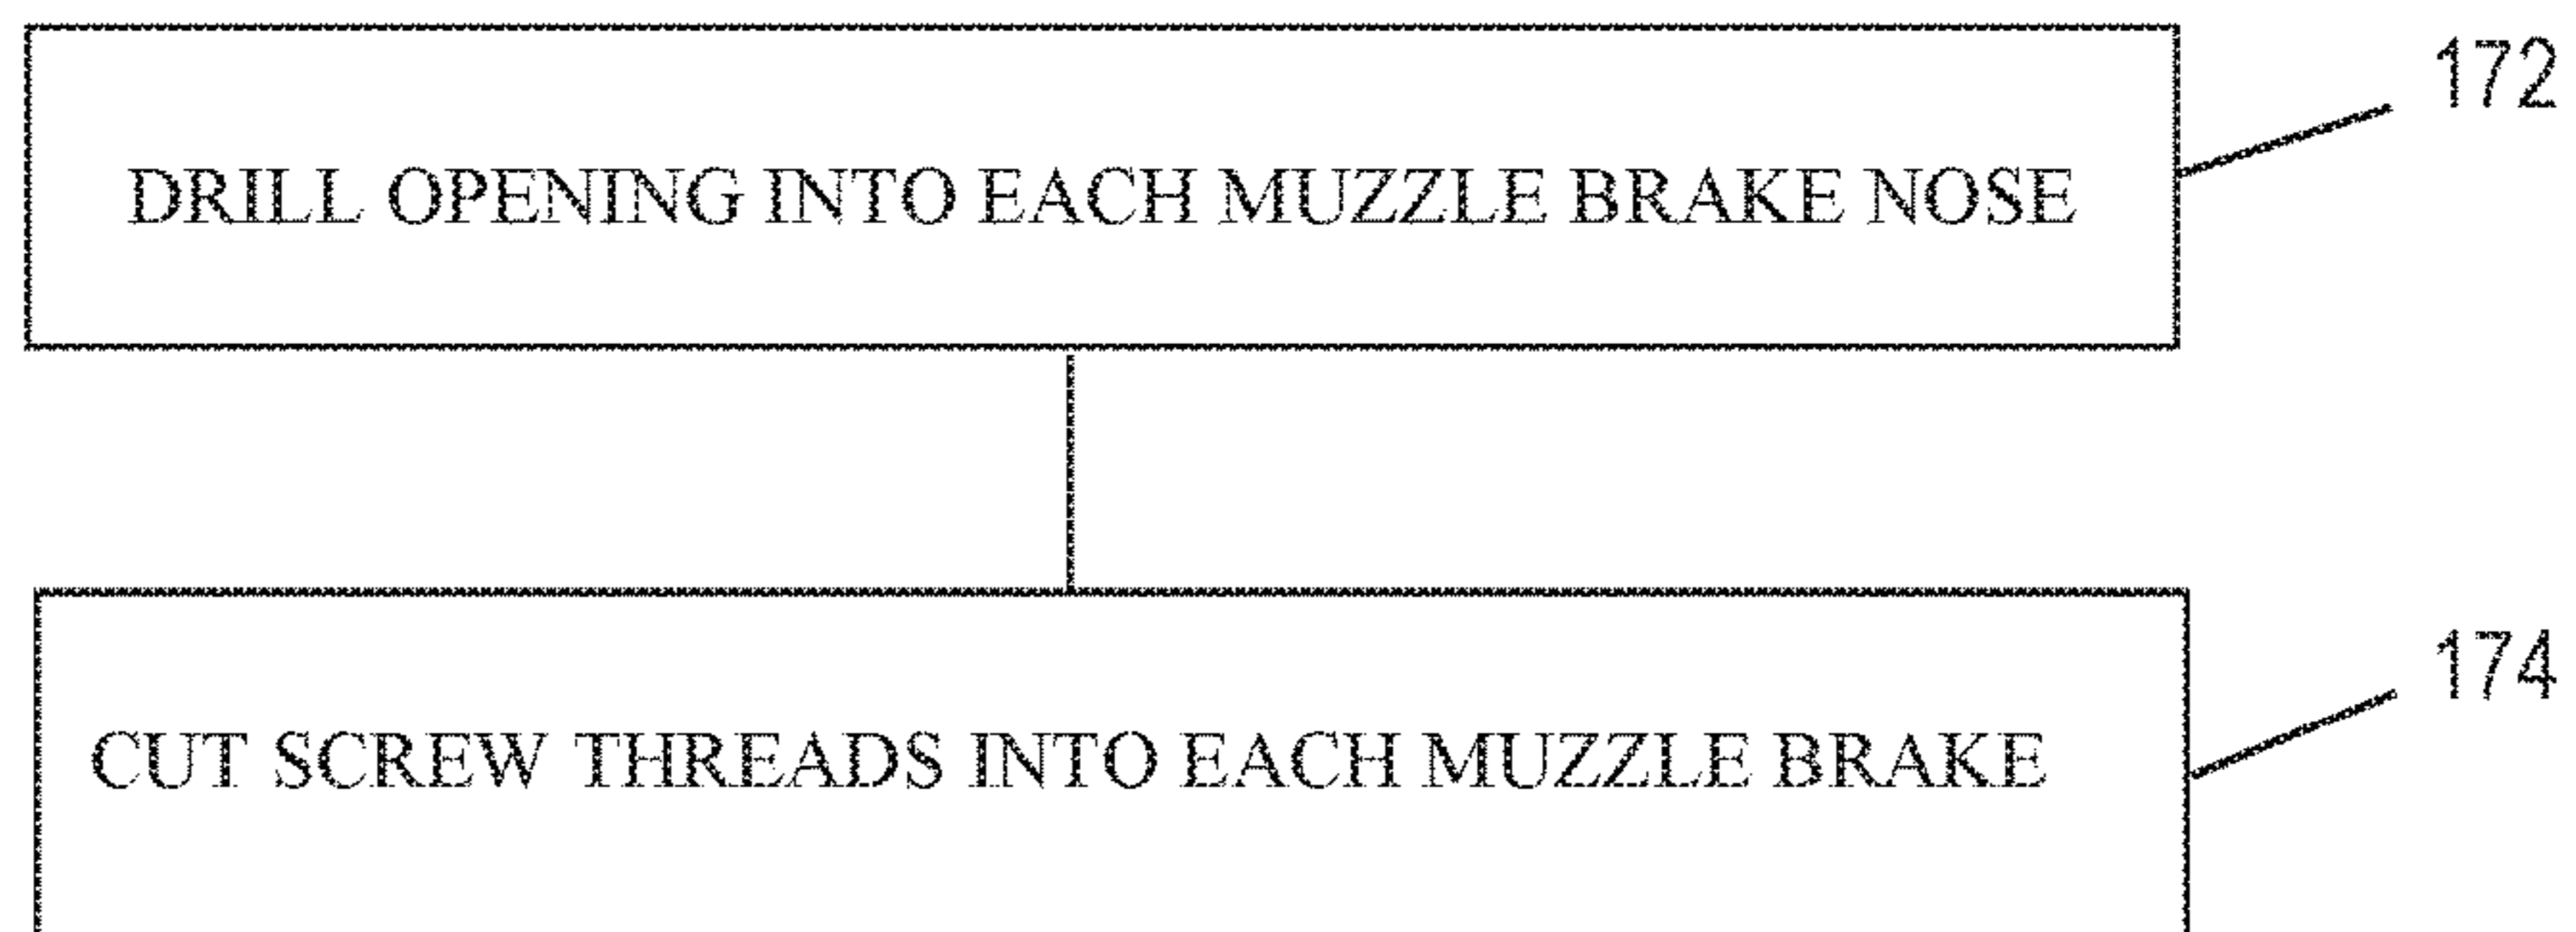 172
DRILL OPENING INTO EACH MUZZLE BRAKE NOSE
174
CUT SCREW THREADS INTO EACH MUZZLE BRAKE